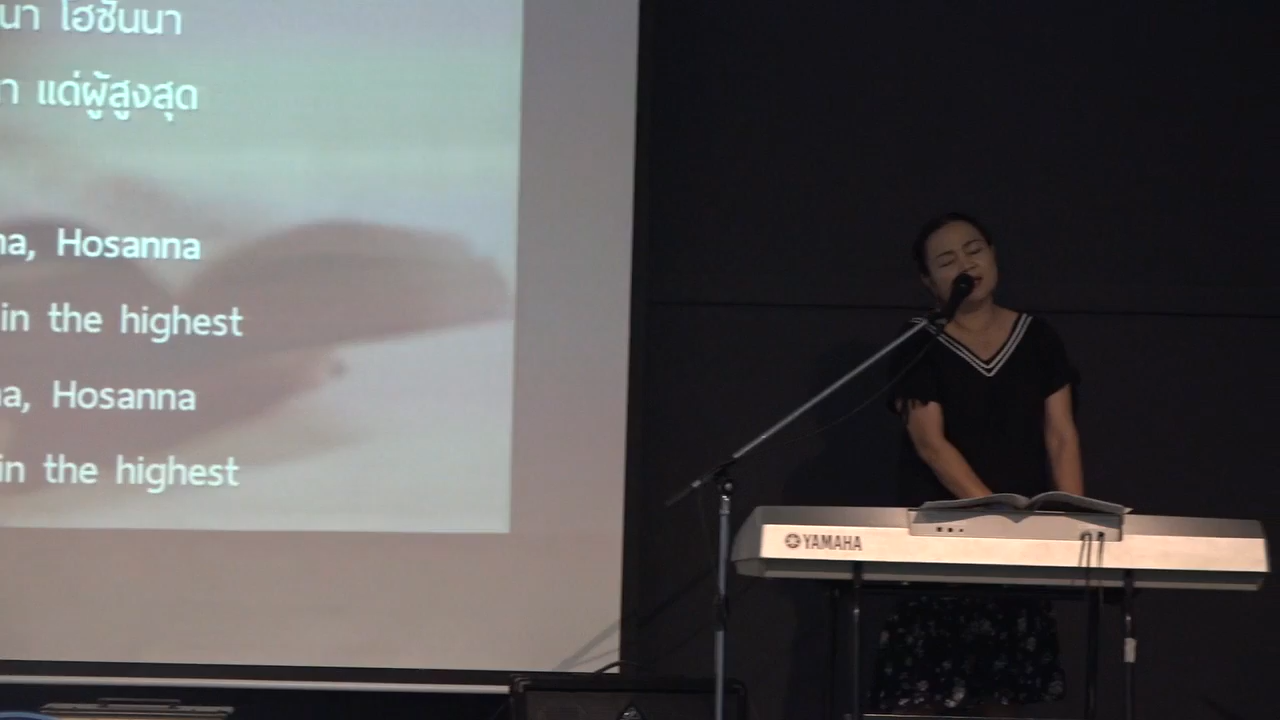 นา โฮซันนา
แด่ผู้สูงสุด
na, Hosanna
in the highest
na, Hosanna
in the highest
YAMAHA